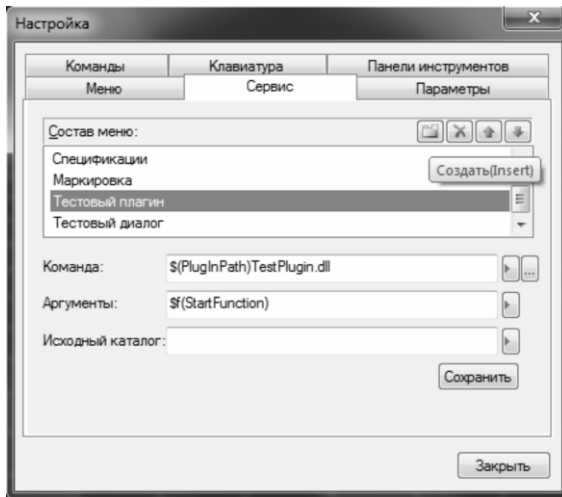 Настройка
Команды Клавиатура Панели инструментов
Меню Сервис Параметры
Состав меню:
Создать(Insert)
Спецификации
Маркировка
Тестовый плагин
Тестовый диалог
Команда: $(PlugInPath)TestPlugin.dll ...
Аргументы: $f(StartFunction)
Исходный каталог:
Сохранить
Закрыть